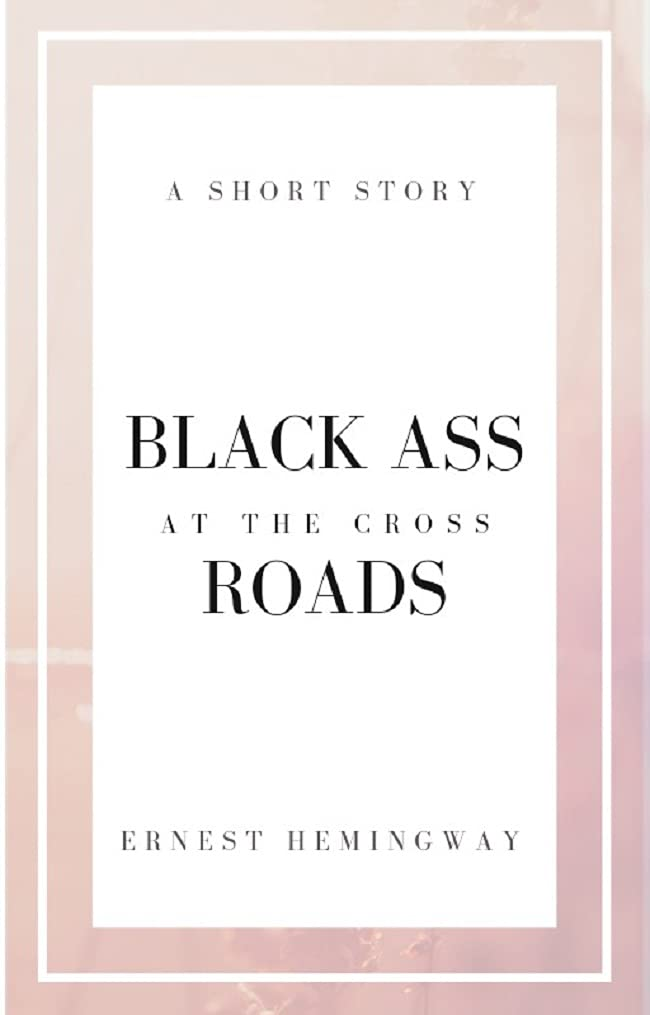 A SHORT STORY
BLACK ASS
AT THE CROSS
ROADS
ERNEST HEMINGWAY